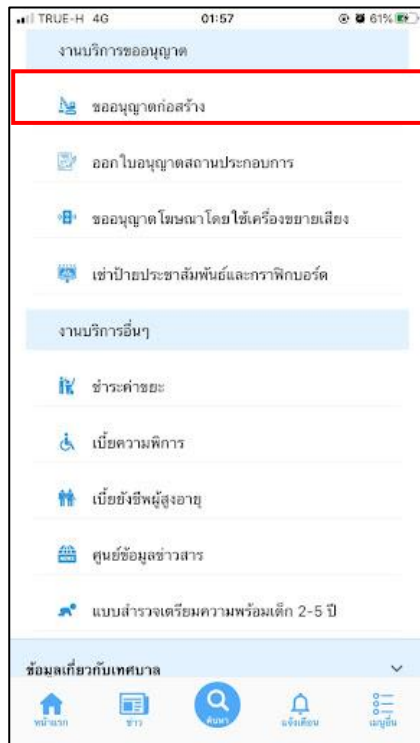 TRUE-H 4G 01:57 61%
งานบริการขออนุญาต
ขออนุญาตก่อสร้าง
ออกใบอนุญาตสถานประกอบการ
ขออนุญาตโฆษณาโดยใช้เครื่องขยายเสียง
เช่าป้ายประชาสัมพันธ์และกราฟิกบอร์ด
งานบริการอื่นๆ
ชำระค่าขยะ
เบี้ยความพิการ
เบี้ยยังชีพผู้สูงอายุ
ศูนย์ข้อมูลข่าวสาร
แบบสำรวจเตรียมความพร้อมเด็ก 2-5 ปี
ข้อมูลเกี่ยวกับเทศบาล
หน้าแรก ข่าว ค้นหา แจ้งเตือน เมนูอื่น